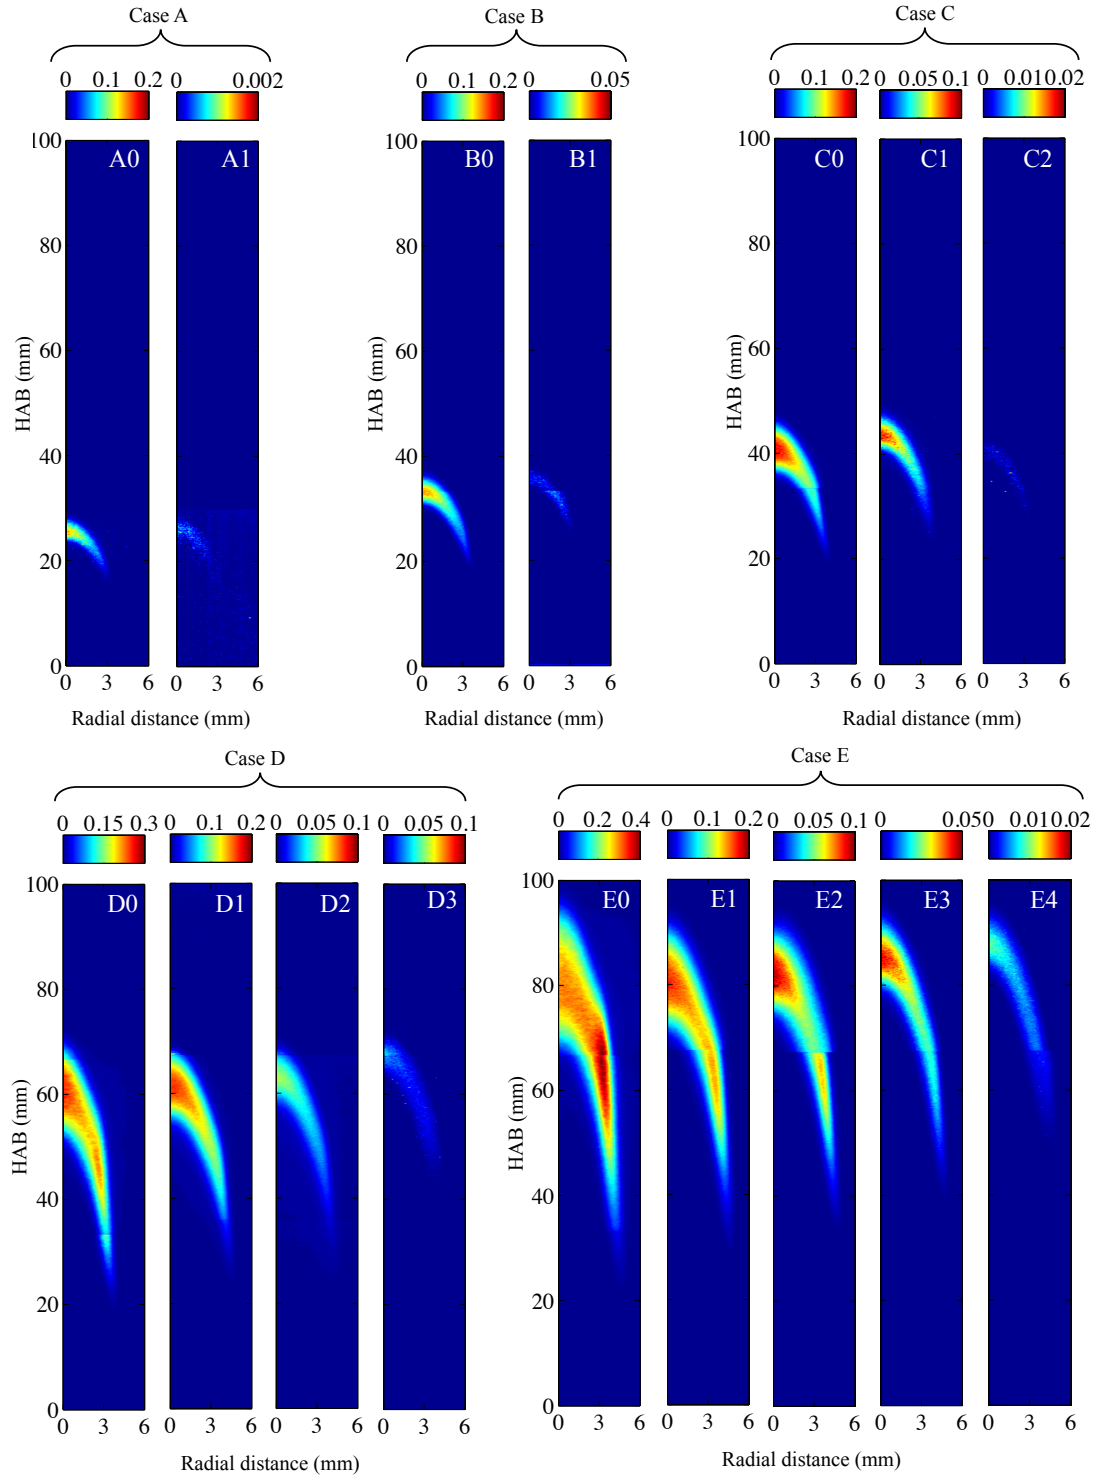 Case A
Case B
Case C
0 0.1 0.2 0 0.002
0 0.1 0.2 0 0.05
0 0.1 0.2 0 0.05 0.1 0 0.01 0.02
100 A0 A1
100 B0 B1
100 C0 C1 C2
80
80
80
60
60
60
HAB (mm)
HAB (mm)
HAB (mm)
40
40
40
20
20
20
0
0
0
0 3 6 0 3 6
0 3 6 0 3 6
0 3 6 0 3 6 0 3 6
Radial distance (mm)
Radial distance (mm)
Radial distance (mm)
Case D
Case E
0 0.15 0.3 0 0.1 0.2 0 0.05 0.1 0 0.05 0.1
0 0.2 0.4 0 0.1 0.2 0 0.05 0.1 0 0.05 0 0.01 0.02
100 D0 D1 D2 D3
100 E0 E1 E2 E3 E4
80
80
60
60
HAB (mm)
HAB (mm)
40
40
20
20
0
0
0 3 6 0 3 6 0 3 6 0 3 6
0 3 6 0 3 6 0 3 6 0 3 6 0 3 6
Radial distance (mm)
Radial distance (mm)